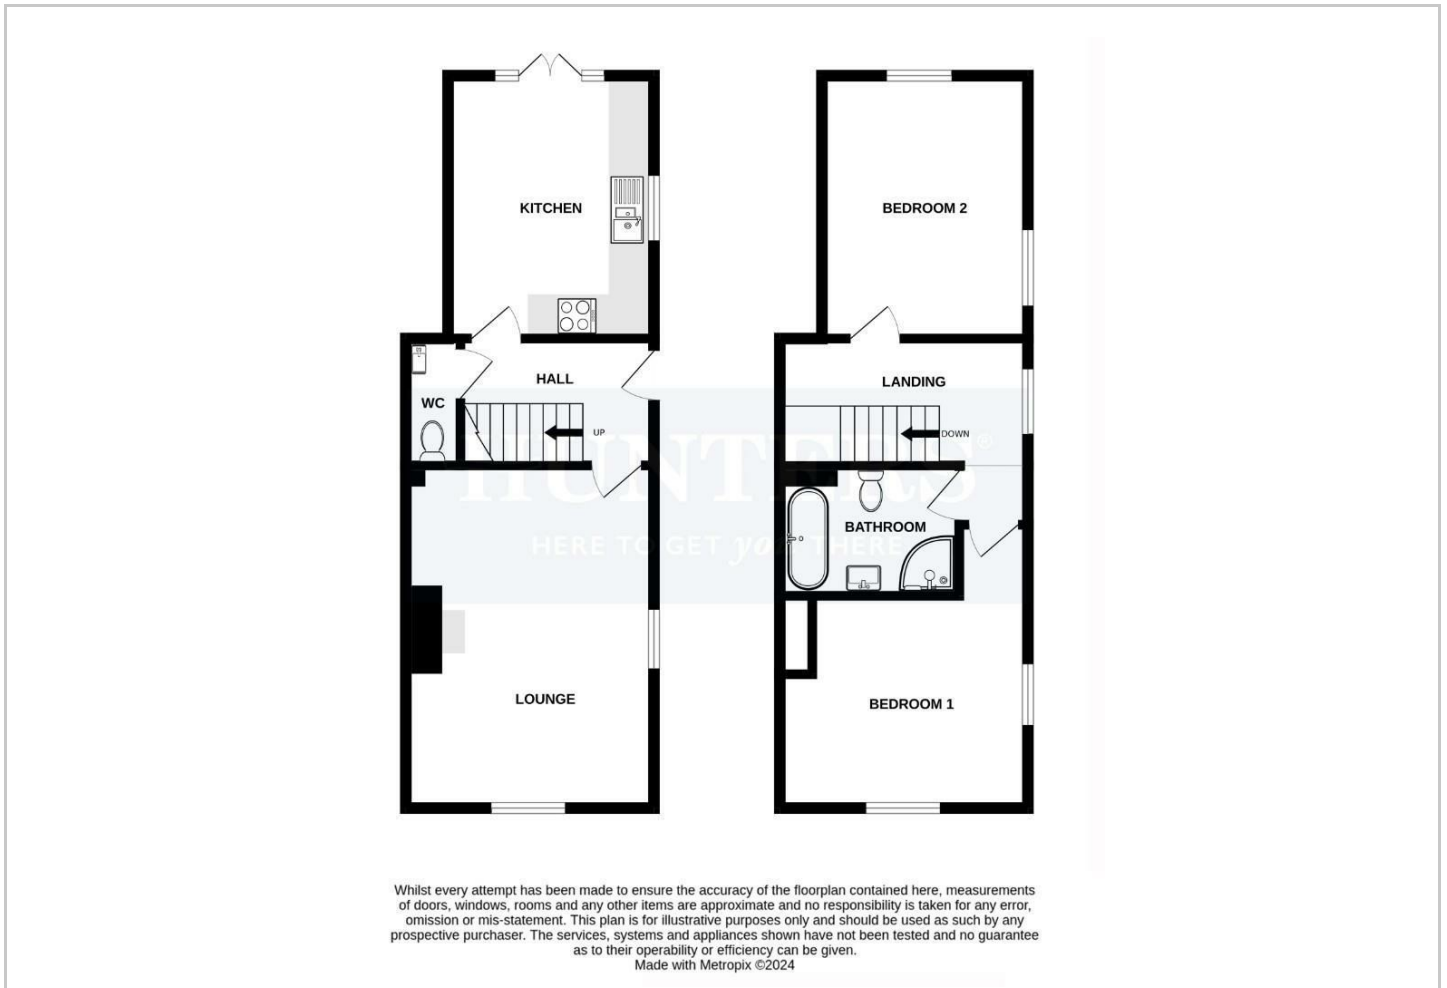 KITCHEN
BEDROOM 2
HALL
WC
UP
LANDING
DOWN
HUNTERS®
HERE TO GET you THERE
BATHROOM
LOUNGE
BEDROOM 1
Whilst every attempt has been made to ensure the accuracy of the floorplan contained here, measurements
of doors, windows, rooms and any other items are approximate and no responsibility is taken for any error,
omission or mis-statement. This plan is for illustrative purposes only and should be used as such by any
prospective purchaser. The services, systems and appliances shown have not been tested and no guarantee
as to their operability or efficiency can be given.
Made with Metropix ©2024